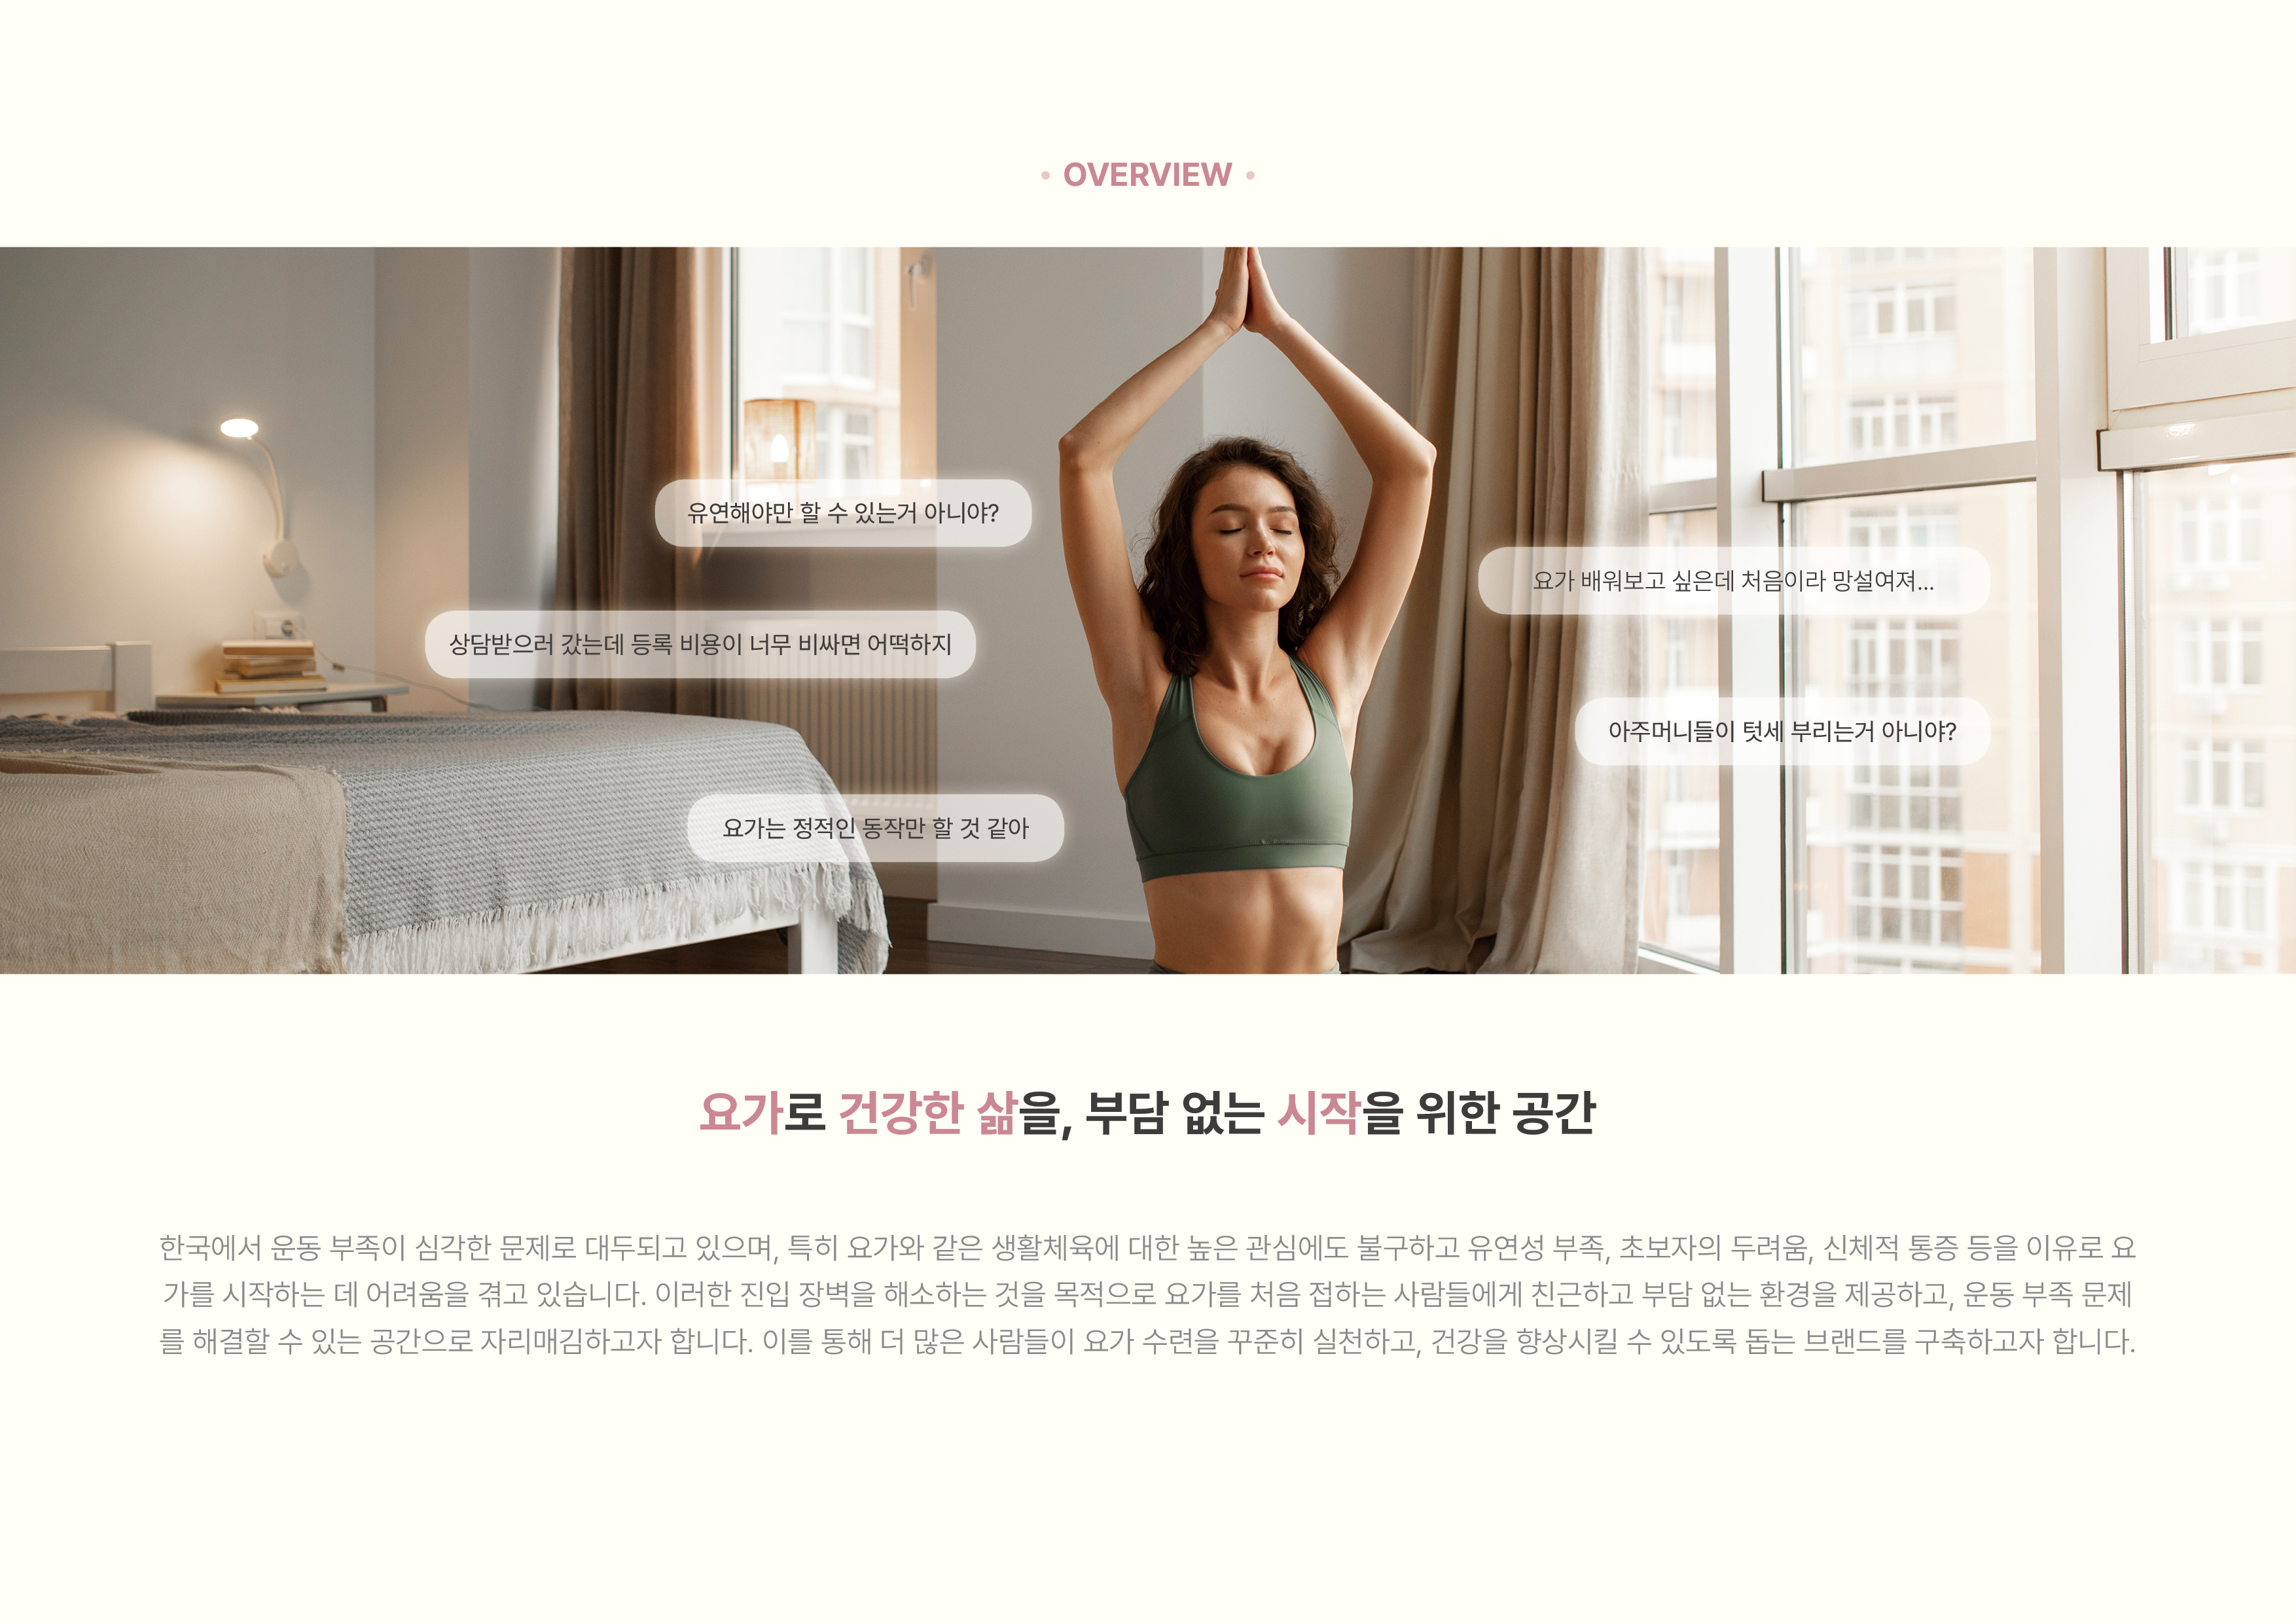 OVERVIEW
유연해야만 할 수 있는거 아니야?
요가 배워보고 싶은데 처음이라 망설여져...
상담받으러 갔는데 등록 비용이 너무 비싸면 어떡하지
아주머니들이 텃세 부리는거 아니야?
요가는 정적인 동작만 할 것 같아
요가로 건강한 삶을, 부담 없는 시작을 위한 공간
한국에서 운동 부족이 심각한 문제로 대두되고 있으며, 특히 요가와 같은 생활체육에 대한 높은 관심에도 불구하고 유연성 부족, 초보자의 두려움, 신체적 통증 등을 이유로 요
가를 시작하는 데 어려움을 겪고 있습니다. 이러한 진입 장벽을 해소하는 것을 목적으로 요가를 처음 접하는 사람들에게 친근하고 부담 없는 환경을 제공하고, 운동 부족 문제
를 해결할 수 있는 공간으로 자리매김하고자 합니다. 이를 통해 더 많은 사람들이 요가 수련을 꾸준히 실천하고, 건강을 향상시킬 수 있도록 돕는 브랜드를 구축하고자 합니다.